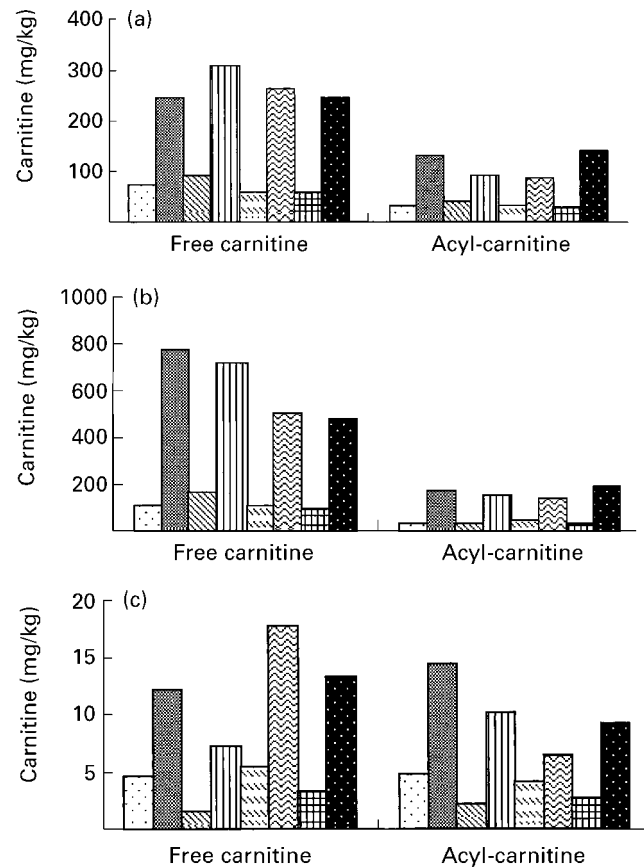 400
(a)
300
200
100
Carnitine (mg/kg)
Free carnitine
Acyl-carnitine
1000
(b)
800
600
400
200
Carnitine (mg/kg)
Free carnitine
Acyl-carnitine
20
(c)
15
10
5
Carnitine (mg/kg)
Free carnitine
Acyl-carnitine